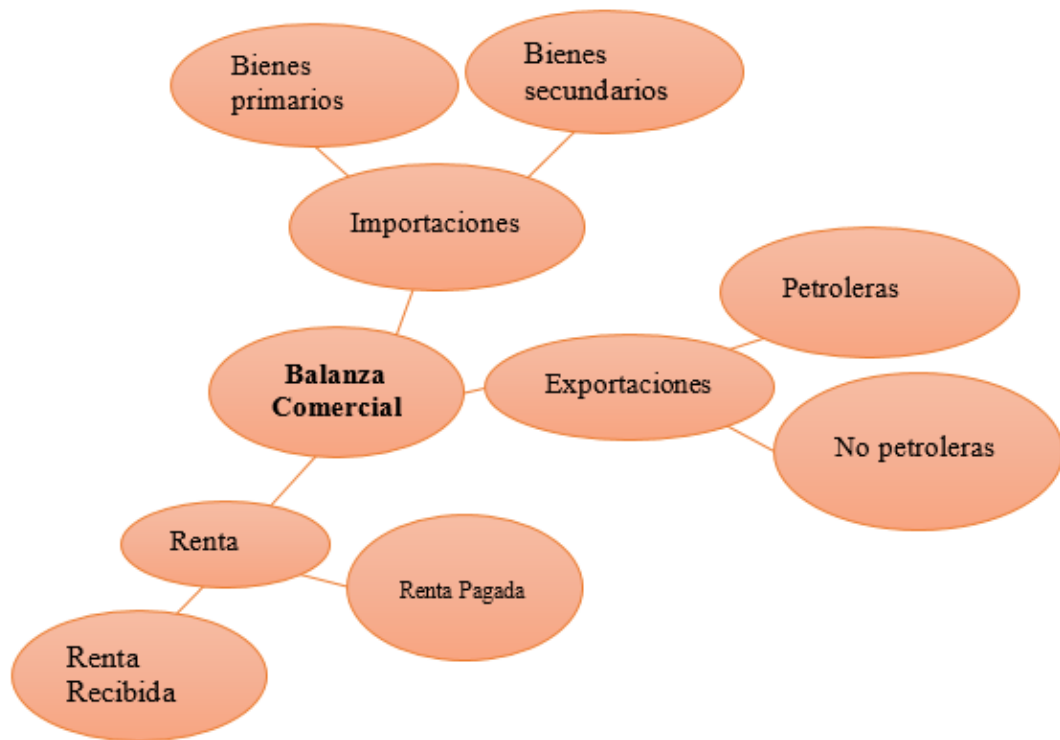 Bienes
primarios
Bienes
secundarios
Importaciones
Petroleras
Balanza
Comercial
Exportaciones
No petroleras
Renta
Renta Pagada
Renta
Recibida